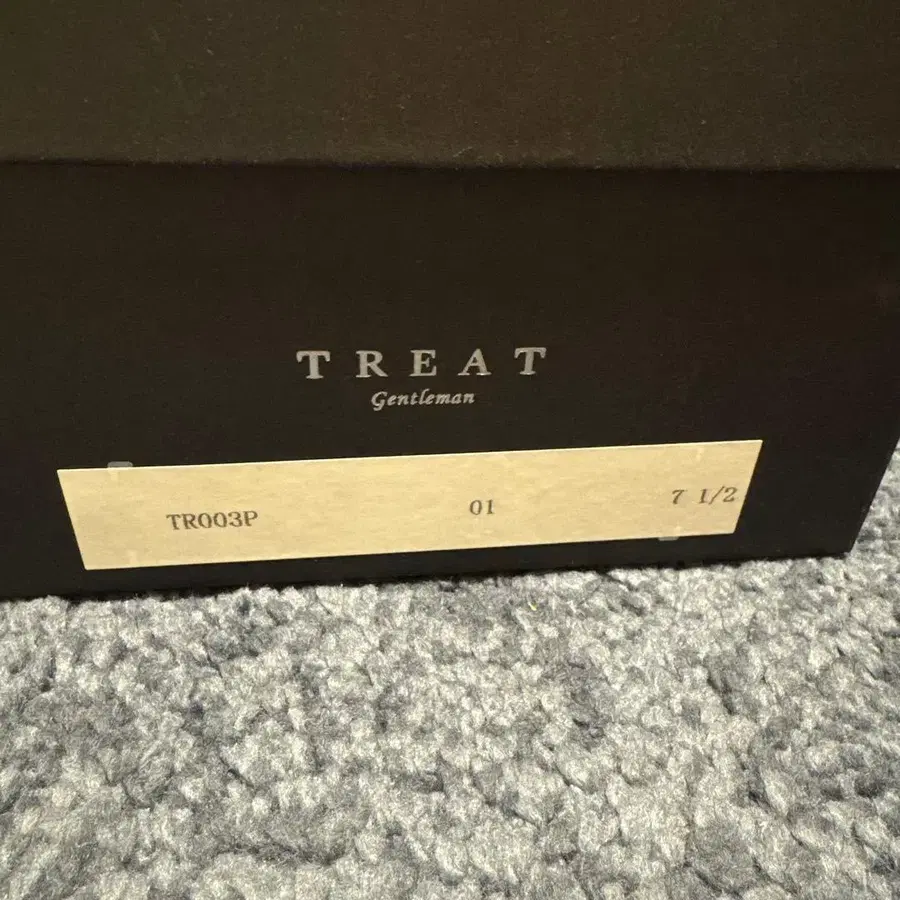 TREAT
Gentleman
TR003P 01 7 1/2